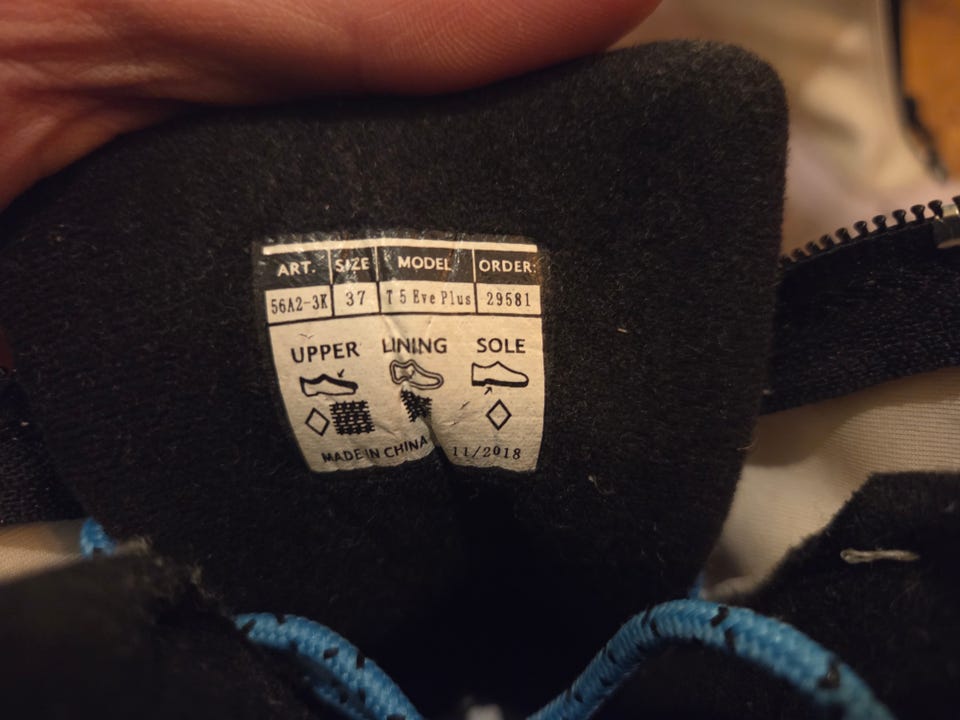 ART. SIZE MODEL ORDER:
56A2-3K 37 T 5 Eve Plus 29581
UPPER LINING SOLE
MADE IN CHINA 11/2018